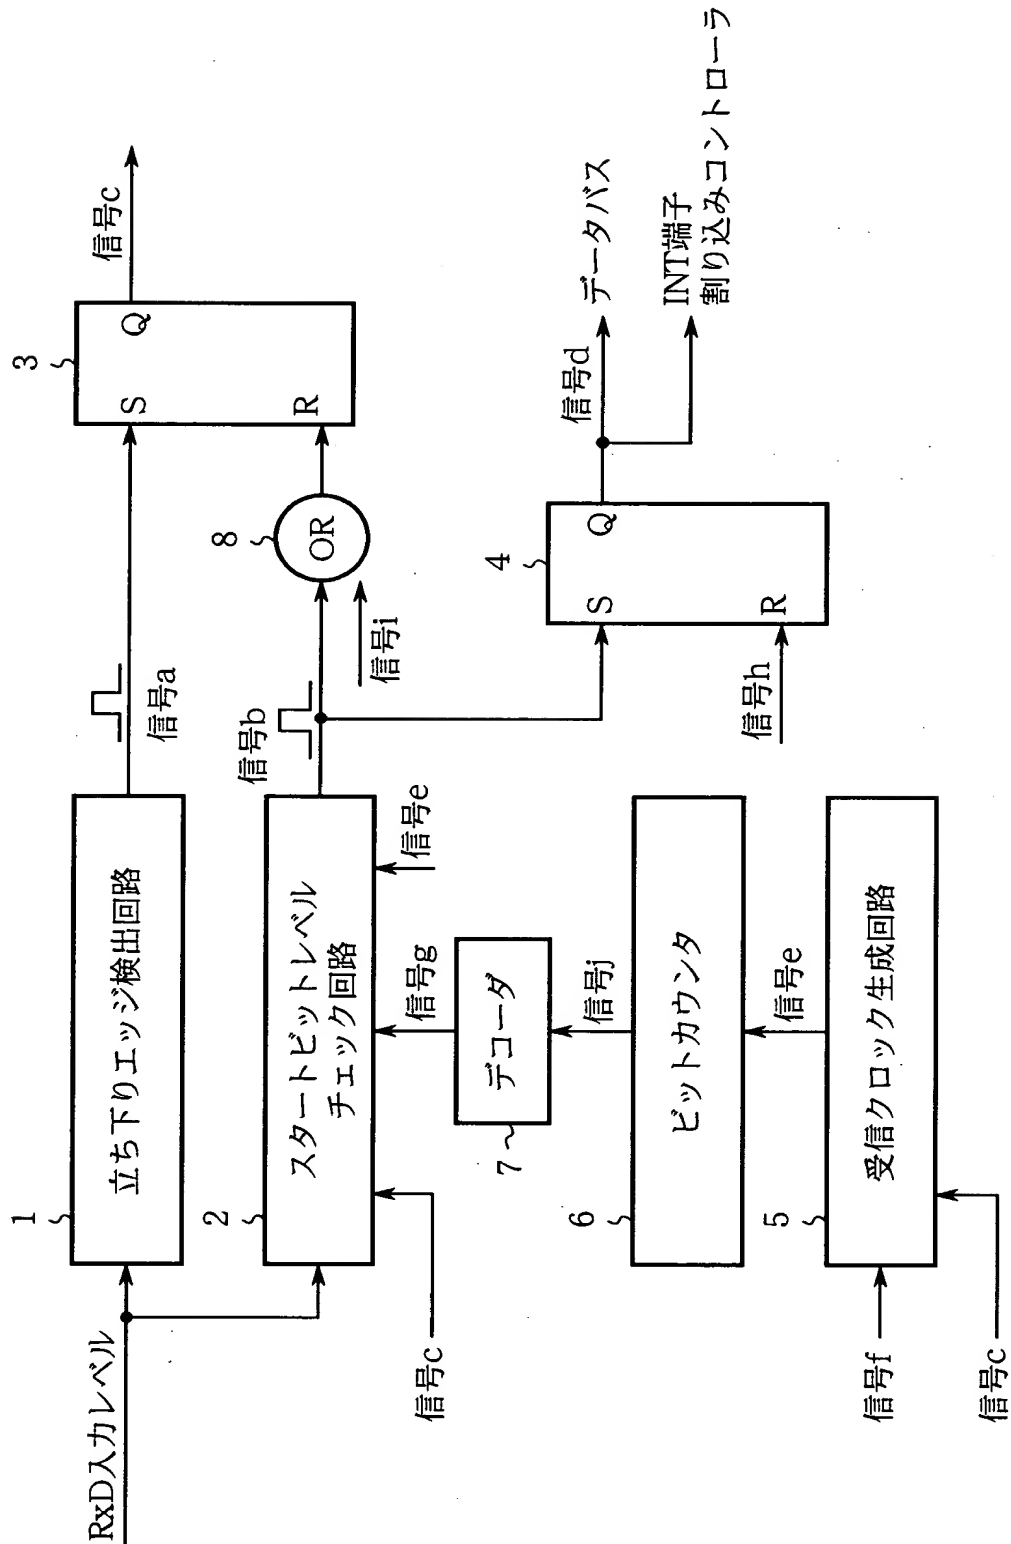 RxD入力レベル
1
立ち下りエッジ検出回路
信号a
3
S
Q
R
信号c
2
スタートビットレベル
チェック回路
信号c
信号e
信号g
信号b
8
OR
信号i
7
デコーダ
信号j
4
S
Q
R
信号h
信号d
データバス
INT端子
割り込みコントローラ
6
ビットカウンタ
信号e
5
受信クロック生成回路
信号f
信号c